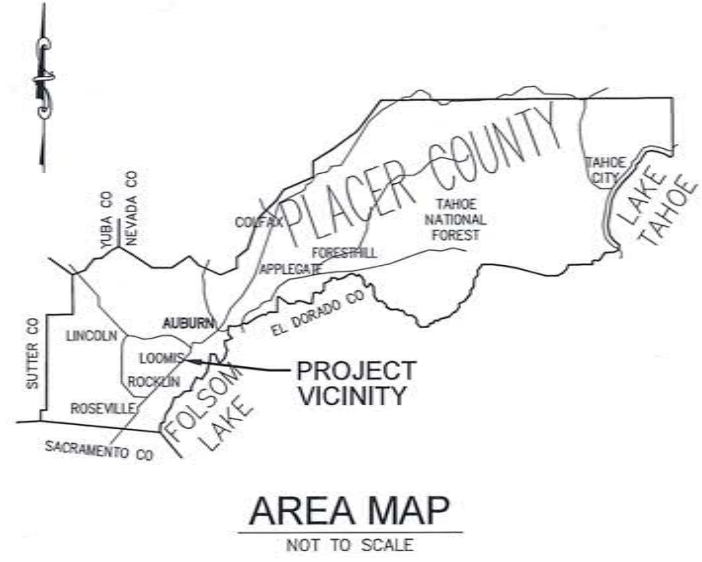 PLACER COUNTY
YUBA CO
NEVADA CO
COLFAX
TAHOE
CITY
LAKE
TAHOE
TAHOE
NATIONAL
FOREST
FORESTHILL
APPLEGATE
EL DORADO CO
AUBURN
LINCOLN
LOOMIS
ROCKLIN
ROSEVILLE
SUTTER CO
SACRAMENTO CO
FOLSOM
LAKE
PROJECT
VICINITY
AREA MAP
NOT TO SCALE